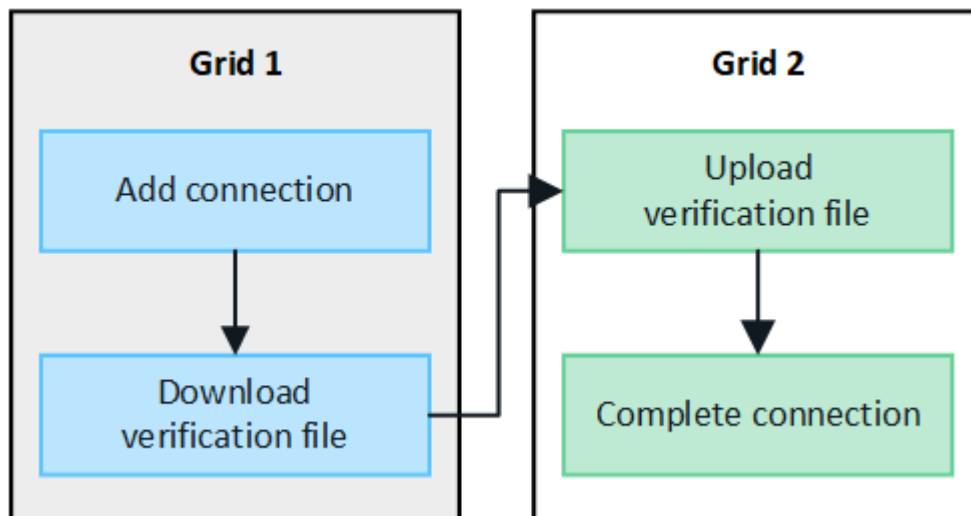 Grid 1
Add connection
Download
verification file
Grid 2
Upload
verification file
Complete connection